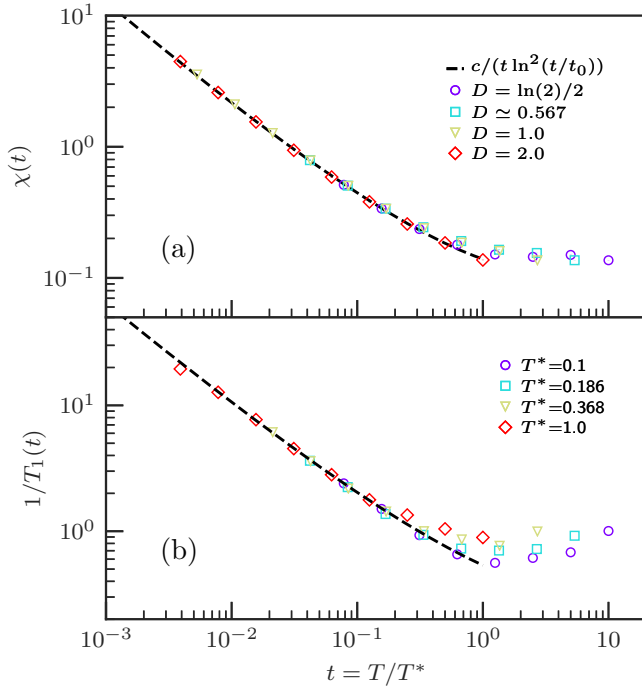 10^1
c/(t ln^2(t/t_0))
D = ln(2)/2
D ≃ 0.567
D = 1.0
D = 2.0
10^0
χ(t)
(a)
10^{-1}
T^*=0.1
T^*=0.186
T^*=0.368
T^*=1.0
10^1
1/T_1(t)
10^0
(b)
10^{-3} 10^{-2} 10^{-1} 10^0 10^1
t = T/T^*